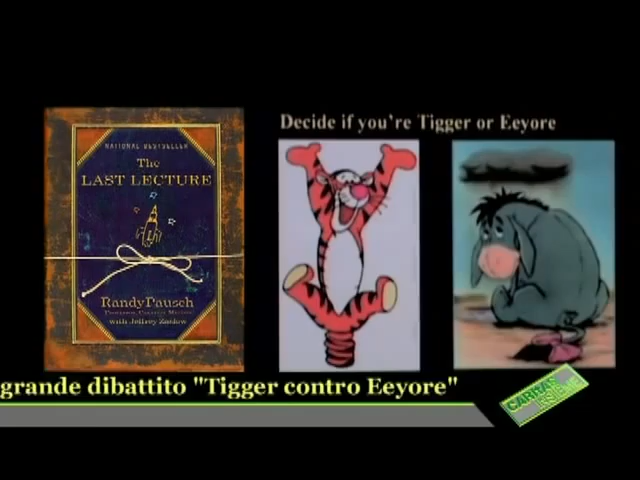 NATIONAL BESTSELLER
The
LAST LECTURE
Randy Pausch
with Jeffrey Zaslow
Decide if you're Tigger or Eeyore
grande dibattito "Tigger contro Eeyore"